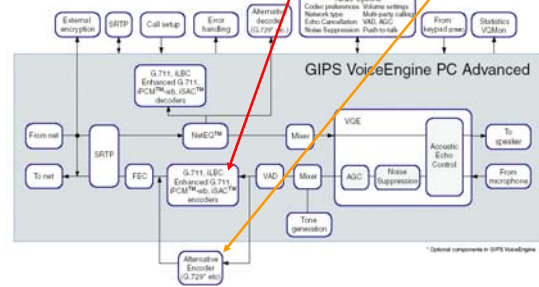 Alternative
decoder
(G.729* etc.)
External
encryption
SRTP
Call setup
Error
handling
Codec preferences Volume settings
Network type Multi-party calling
Echo Cancellation VAD, AGC
Noise Suppression Push-to-talk
From
keypad
Statistics
VQMon
GIPS VoiceEngine PC Advanced
G.711, iLBC
Enhanced G.711,
iPCM™-wb, iSAC™
decoders
From net
NetEQ™
Mixer
VQE
To
speaker
SRTP
Acoustic
Echo
Control
To net
FEC
G.711, iLBC
Enhanced G.711,
iPCM™-wb, iSAC™
encoders
VAD
Mixer
AGC
Noise
Suppression
From
microphone
Tone
generation
Alternative
Encoder
(G.729* etc)
* Optional components in GIPS VoiceEngine